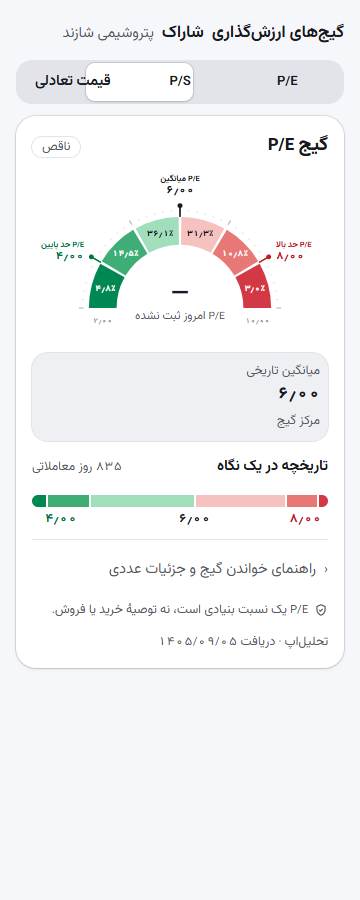 گیج‌های ارزش‌گذاری شاراک پتروشیمی شازند
P/E
P/S
قیمت تعادلی
گیج P/E
ناقص
P/E میانگین
۶٫۰۰
P/E حد پایین
۴٫۰۰
P/E حد بالا
۸٫۰۰
۴٫۸٪
۱۴٫۵٪
۳۶٫۱٪
۳۱٫۳٪
۱۰٫۸٪
۳٫۰٪
—
P/E امروز ثبت نشده
۲٫۰۰
۱۰٫۰۰
میانگین تاریخی
۶٫۰۰
مرکز گیج
تاریخچه در یک نگاه
۸۳۵ روز معاملاتی
۴٫۰۰
۶٫۰۰
۸٫۰۰
راهنمای خواندن گیج و جزئیات عددی
P/E یک نسبت بنیادی است، نه توصیهٔ خرید یا فروش.
تحلیل‌اپ · دریافت ۱۴۰۵/۰۹/۰۵